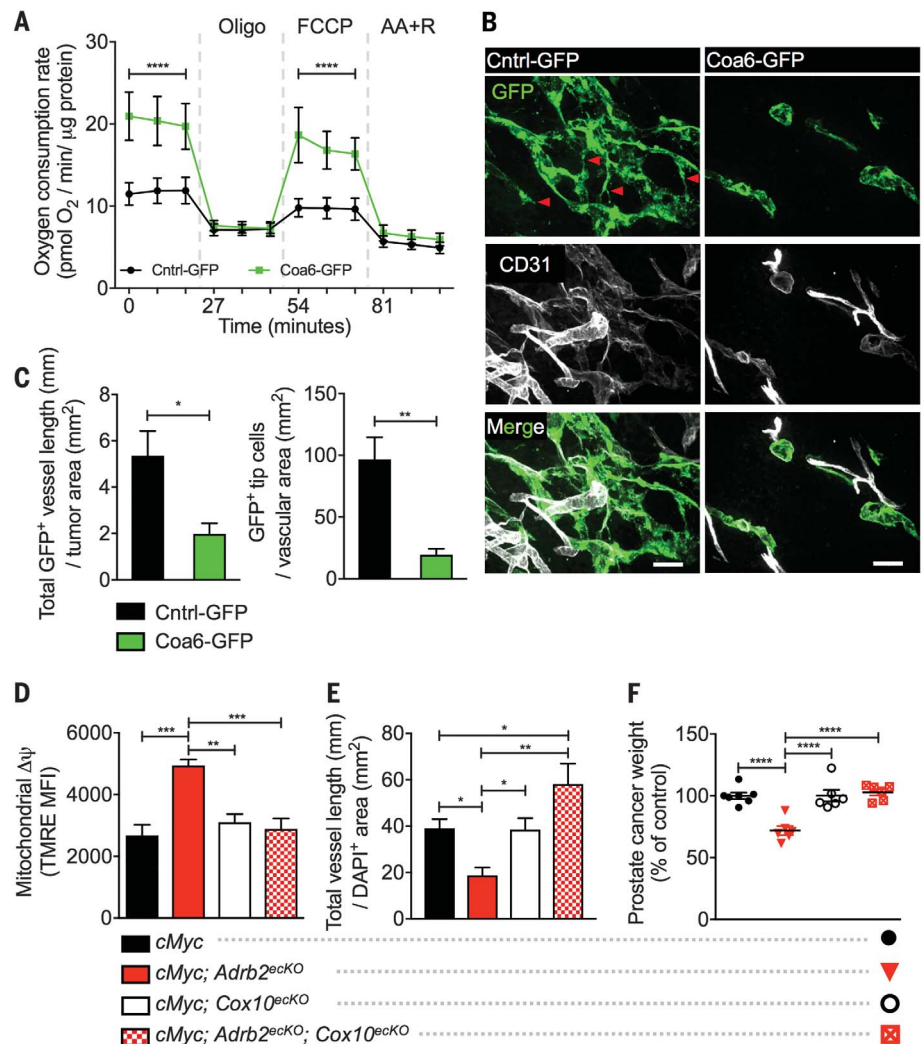 A
Oligo FCCP AA+R
30
20
10
0
**** ****
Oxygen consumption rate
(pmol O2 / min/ μg protein)
Cntrl-GFP Coa6-GFP
0 27 54 81
Time (minutes)
B
Cntrl-GFP Coa6-GFP
GFP
CD31
Merge
C
Total GFP+ vessel length (mm)
/ tumor area (mm2)
8
6
4
2
0
*
GFP+ tip cells
/ vascular area (mm2)
150
100
50
0
**
Cntrl-GFP
Coa6-GFP
D
Mitochondrial Δψ
(TMRE MFI)
6000
4000
2000
0
***
***
**
E
Total vessel length (mm)
/ DAPI+ area (mm2)
80
60
40
20
0
*
**
*
*
F
Prostate cancer weight
(% of control)
150
100
50
0
****
****
****
cMyc
cMyc; Adrb2ecKO
cMyc; Cox10ecKO
cMyc; Adrb2ecKO; Cox10ecKO